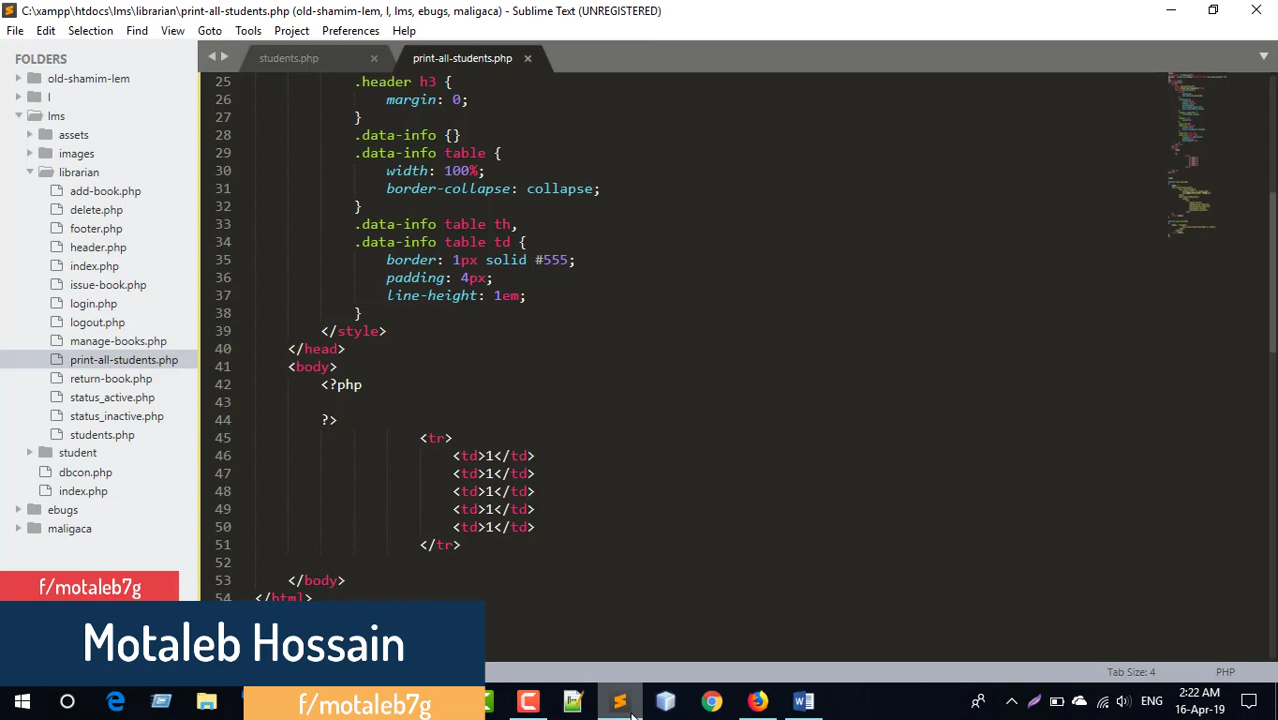 C:\xampp\htdocs\lms\librarian\print-all-students.php (old-shamim-lem, l, lms, ebugs, maligaca) - Sublime Text (UNREGISTERED)
File Edit Selection Find View Goto Tools Project Preferences Help
FOLDERS
old-shamim-lem
l
lms
assets
images
librarian
add-book.php
delete.php
footer.php
header.php
index.php
issue-book.php
login.php
logout.php
manage-books.php
print-all-students.php
return-book.php
status_active.php
status_inactive.php
students.php
student
dbcon.php
index.php
ebugs
maligaca
students.php print-all-students.php
25 .header h3 {
26 margin: 0;
27 }
28 .data-info {}
29 .data-info table {
30 width: 100%;
31 border-collapse: collapse;
32 }
33 .data-info table th,
34 .data-info table td {
35 border: 1px solid #555;
36 padding: 4px;
37 line-height: 1em;
38 }
39 </style>
40 </head>
41 <body>
42 <?php
43
44 ?>
45 <tr>
46 <td>1</td>
47 <td>1</td>
48 <td>1</td>
49 <td>1</td>
50 <td>1</td>
51 </tr>
52
53 </body>
54 </html>
f/motaleb7g
Motaleb Hossain
f/motaleb7g
Tab Size: 4 PHP
ENG
2:22 AM
16-Apr-19